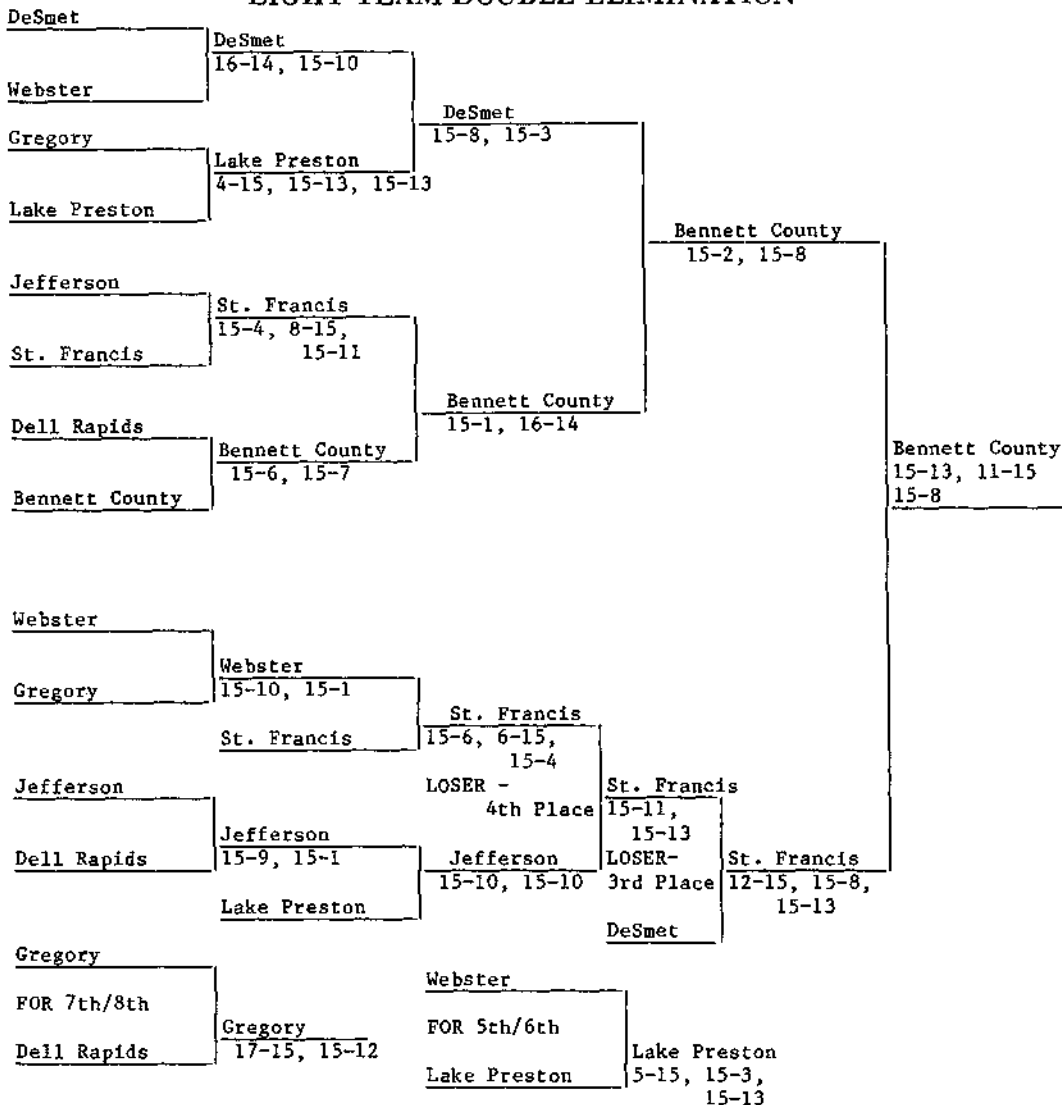 EIGHT TEAM DOUBLE ELIMINATION
DeSmet
DeSmet
16-14, 15-10
Webster
DeSmet
15-8, 15-3
Gregory
Lake Preston
4-15, 15-13, 15-13
Lake Preston
Bennett County
15-2, 15-8
Jefferson
St. Francis
15-4, 8-15,
15-11
St. Francis
Bennett County
15-1, 16-14
Dell Rapids
Bennett County
15-6, 15-7
Bennett County
Bennett County
15-13, 11-15
15-8
Webster
Webster
15-10, 15-1
Gregory
St. Francis
St. Francis
15-6, 6-15,
15-4
LOSER -
4th Place
Jefferson
St. Francis
15-11,
15-13
Jefferson
15-9, 15-1
Dell Rapids
Jefferson
15-10, 15-10
Lake Preston
LOSER-
3rd Place
St. Francis
12-15, 15-8,
15-13
DeSmet
Gregory
FOR 7th/8th
Gregory
17-15, 15-12
Dell Rapids
Webster
FOR 5th/6th
Lake Preston
5-15, 15-3,
15-13
Lake Preston